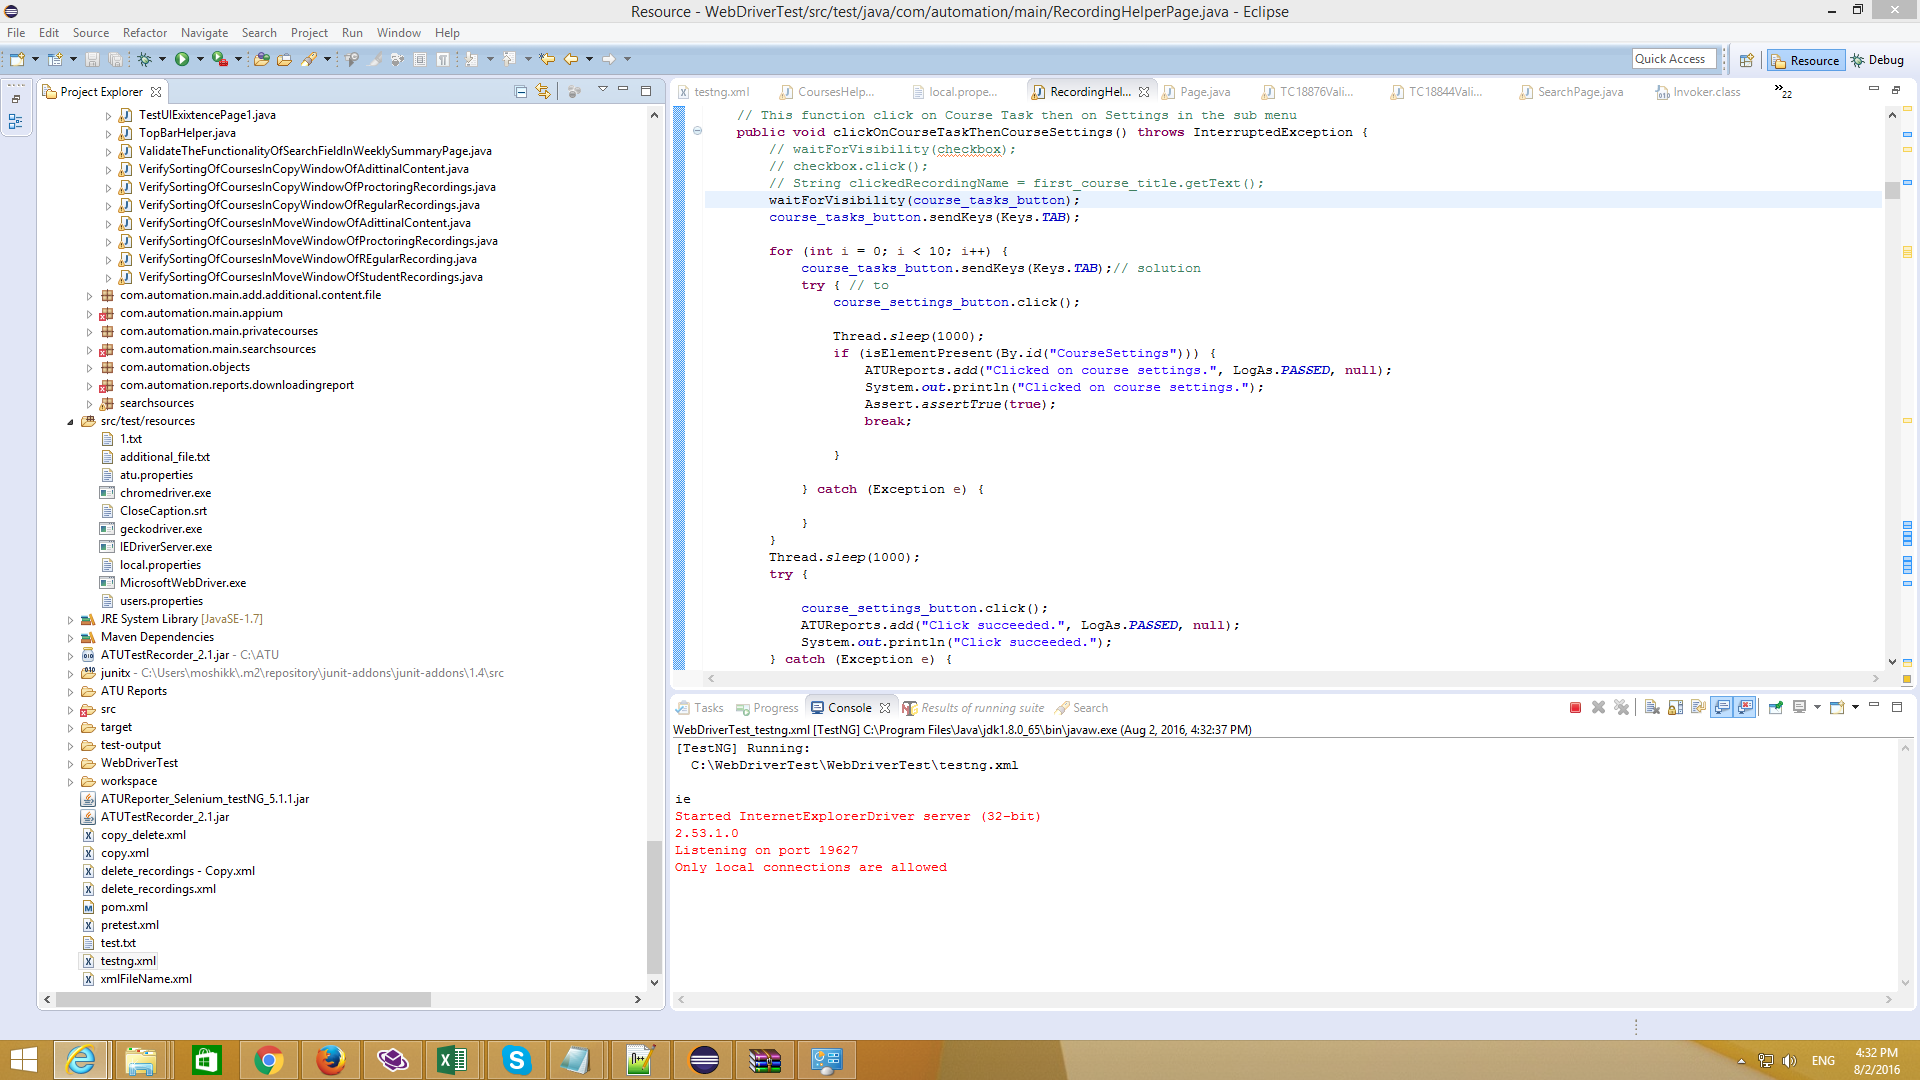 Resource - WebDriverTest/src/test/java/com/automation/main/RecordingHelperPage.java - Eclipse
File Edit Source Refactor Navigate Search Project Run Window Help
Quick Access
Resource
Debug
Project Explorer
TestUIExixtencePage1.java
TopBarHelper.java
ValidateTheFunctionalityOfSearchFieldInWeeklySummaryPage.java
VerifySortingOfCoursesInCopyWindowOfAdittinalContent.java
VerifySortingOfCoursesInCopyWindowOfProctoringRecordings.java
VerifySortingOfCoursesInCopyWindowOfRegularRecordings.java
VerifySortingOfCoursesInMoveWindowOfAdittinalContent.java
VerifySortingOfCoursesInMoveWindowOfProctoringRecordings.java
VerifySortingOfCoursesInMoveWindowOfREgularRecording.java
VerifySortingOfCoursesInMoveWindowOfStudentRecordings.java
com.automation.main.add.additional.content.file
com.automation.main.appium
com.automation.main.privatecourses
com.automation.main.searchsources
com.automation.objects
com.automation.reports.downloadingreport
searchsources
src/test/resources
1.txt
additional_file.txt
atu.properties
chromedriver.exe
CloseCaption.srt
geckodriver.exe
IEDriverServer.exe
local.properties
MicrosoftWebDriver.exe
users.properties
JRE System Library [JavaSE-1.7]
Maven Dependencies
ATUTestRecorder_2.1.jar - C:\ATU
junitx - C:\Users\moshikk\.m2\repository\junit-addons\junit-addons\1.4\src
ATU Reports
src
target
test-output
WebDriverTest
workspace
ATUReporter_Selenium_testNG_5.1.1.jar
ATUTestRecorder_2.1.jar
copy_delete.xml
copy.xml
delete_recordings - Copy.xml
delete_recordings.xml
pom.xml
pretest.xml
test.txt
testng.xml
xmlFileName.xml
testng.xml CoursesHelp... local.prope... RecordingHel... Page.java TC18876Vali... TC18844Vali... SearchPage.java Invoker.class 22
// This function click on Course Task then on Settings in the sub menu
public void clickOnCourseTaskThenCourseSettings() throws InterruptedException {
// waitForVisibility(checkbox);
// checkbox.click();
// String clickedRecordingName = first_course_title.getText();
waitForVisibility(course_tasks_button);
course_tasks_button.sendKeys(Keys.TAB);
for (int i = 0; i < 10; i++) {
course_tasks_button.sendKeys(Keys.TAB);// solution
try { // to
course_settings_button.click();
Thread.sleep(1000);
if (isElementPresent(By.id("CourseSettings"))) {
ATUReports.add("Clicked on course settings.", LogAs.PASSED, null);
System.out.println("Clicked on course settings.");
Assert.assertTrue(true);
break;
}
} catch (Exception e) {
}
}
Thread.sleep(1000);
try {
course_settings_button.click();
ATUReports.add("Click succeeded.", LogAs.PASSED, null);
System.out.println("Click succeeded.");
} catch (Exception e) {
Tasks Progress Console Results of running suite Search
WebDriverTest_testng.xml [TestNG] C:\Program Files\Java\jdk1.8.0_65\bin\javaw.exe (Aug 2, 2016, 4:32:37 PM)
[TestNG] Running:
C:\WebDriverTest\WebDriverTest\testng.xml
ie
Started InternetExplorerDriver server (32-bit)
2.53.1.0
Listening on port 19627
Only local connections are allowed
ENG
4:32 PM
8/2/2016